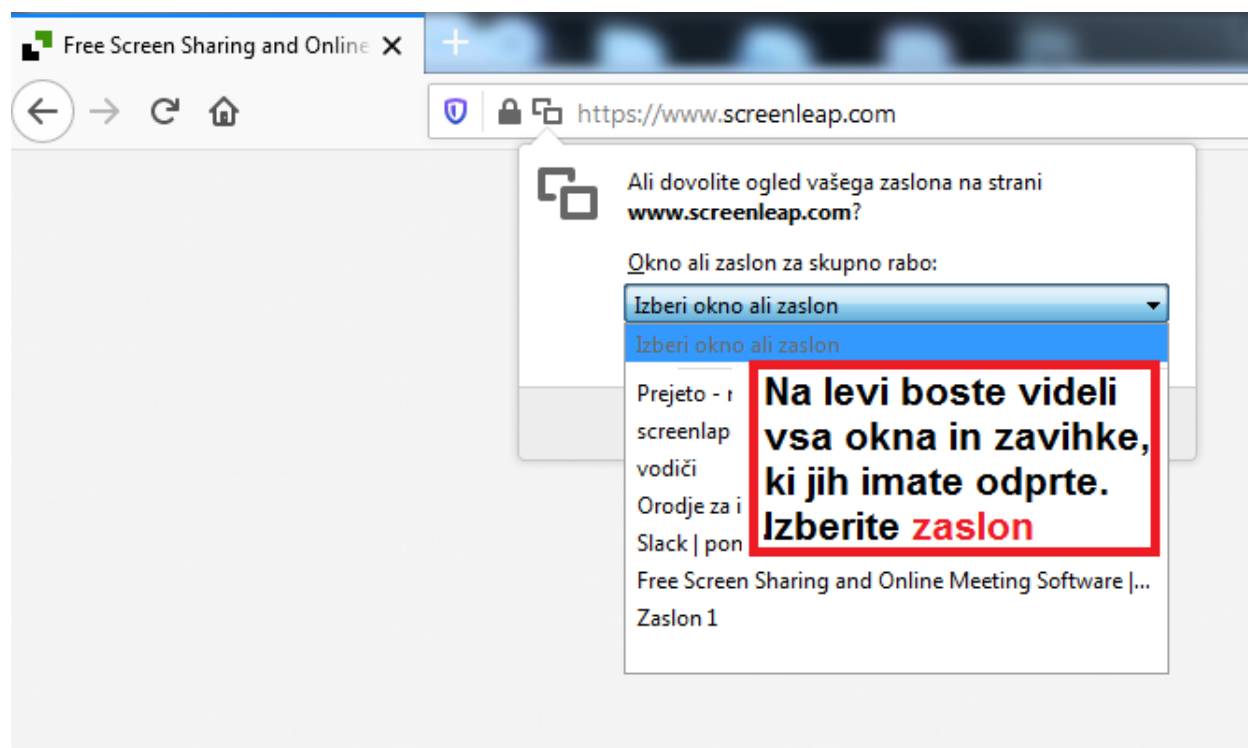 Free Screen Sharing and Online
https://www.screenleap.com
Ali dovolite ogled vašega zaslona na strani
www.screenleap.com?
Okno ali zaslon za skupno rabo:
Izberi okno ali zaslon
Izberi okno ali zaslon
Prejeto -
screenlap
vodiči
Orodje za i
Slack | pon
Free Screen Sharing and Online Meeting Software |...
Zaslon 1
Na levi boste videli
vsa okna in zavihke,
ki jih imate odprte.
Izberite zaslon